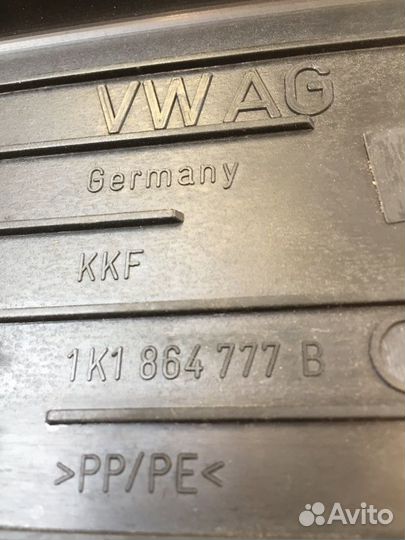 VW AG
Germany
KKF
1K1 864 777 B
>PP/PE<
Avito